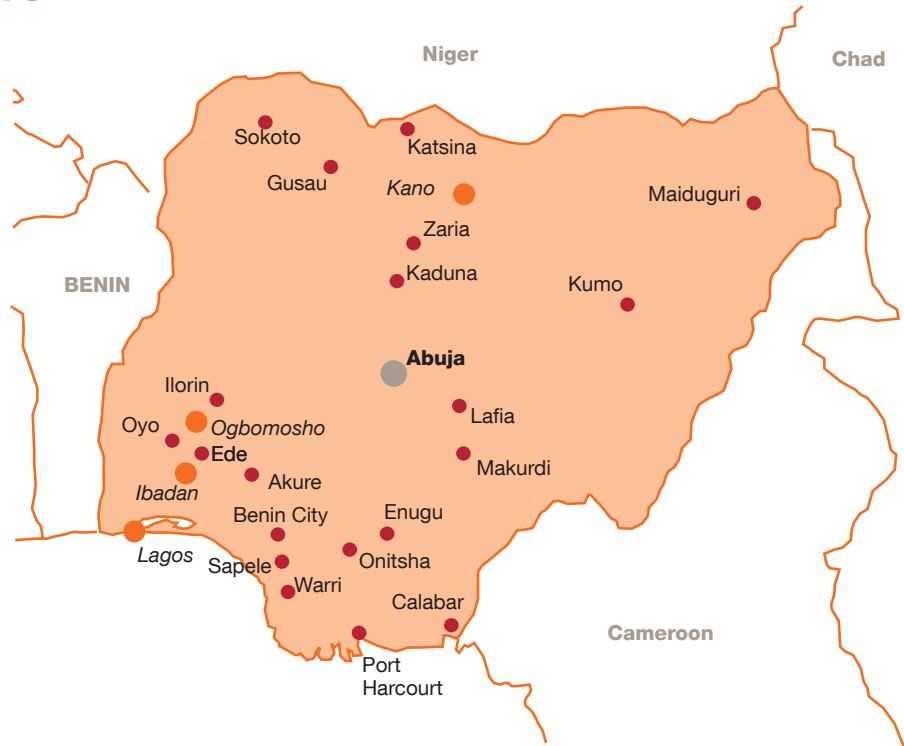 Niger
Chad
Sokoto
Katsina
Gusau
Kano
Maiduguri
Zaria
Kaduna
BENIN
Kumo
Abuja
Ilorin
Lafia
Oyo
Ogbomosho
Ede
Makurdi
Ibadan
Akure
Benin City
Enugu
Lagos
Sapele
Onitsha
Warri
Calabar
Cameroon
Port
Harcourt